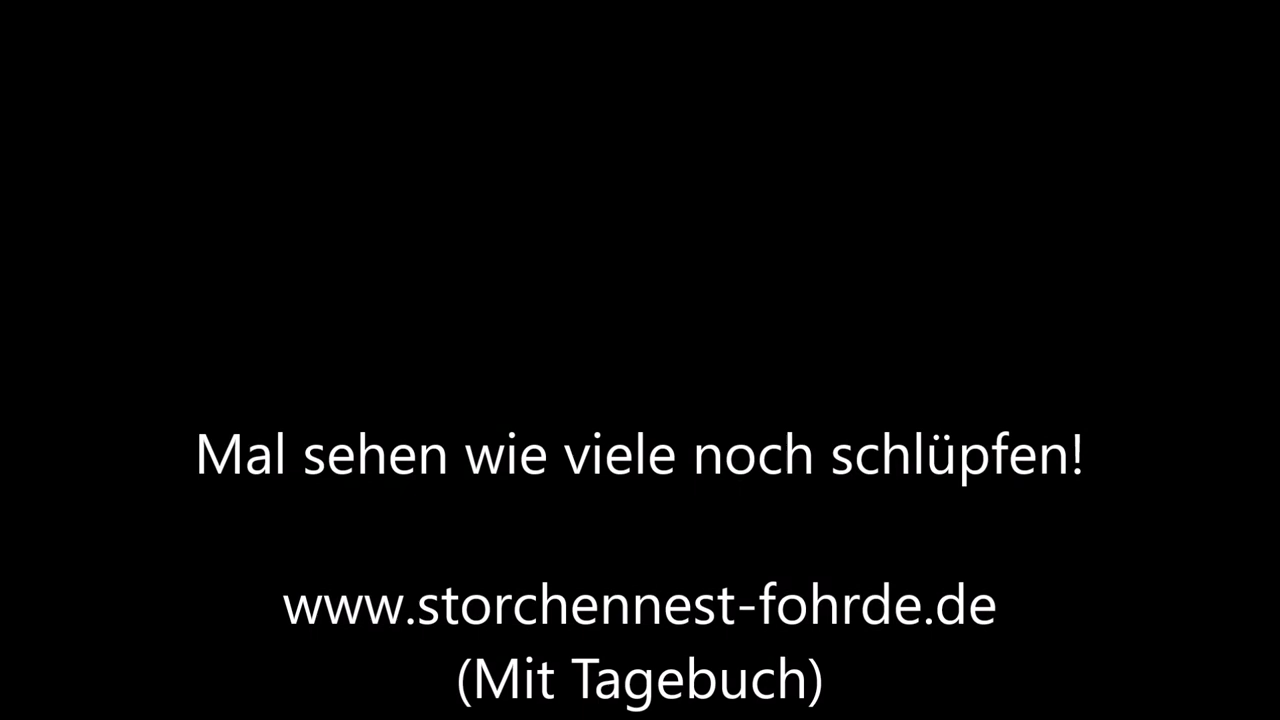 Mal sehen wie viele noch schlüpfen!
www.storchennest-fohrde.de
(Mit Tagebuch)